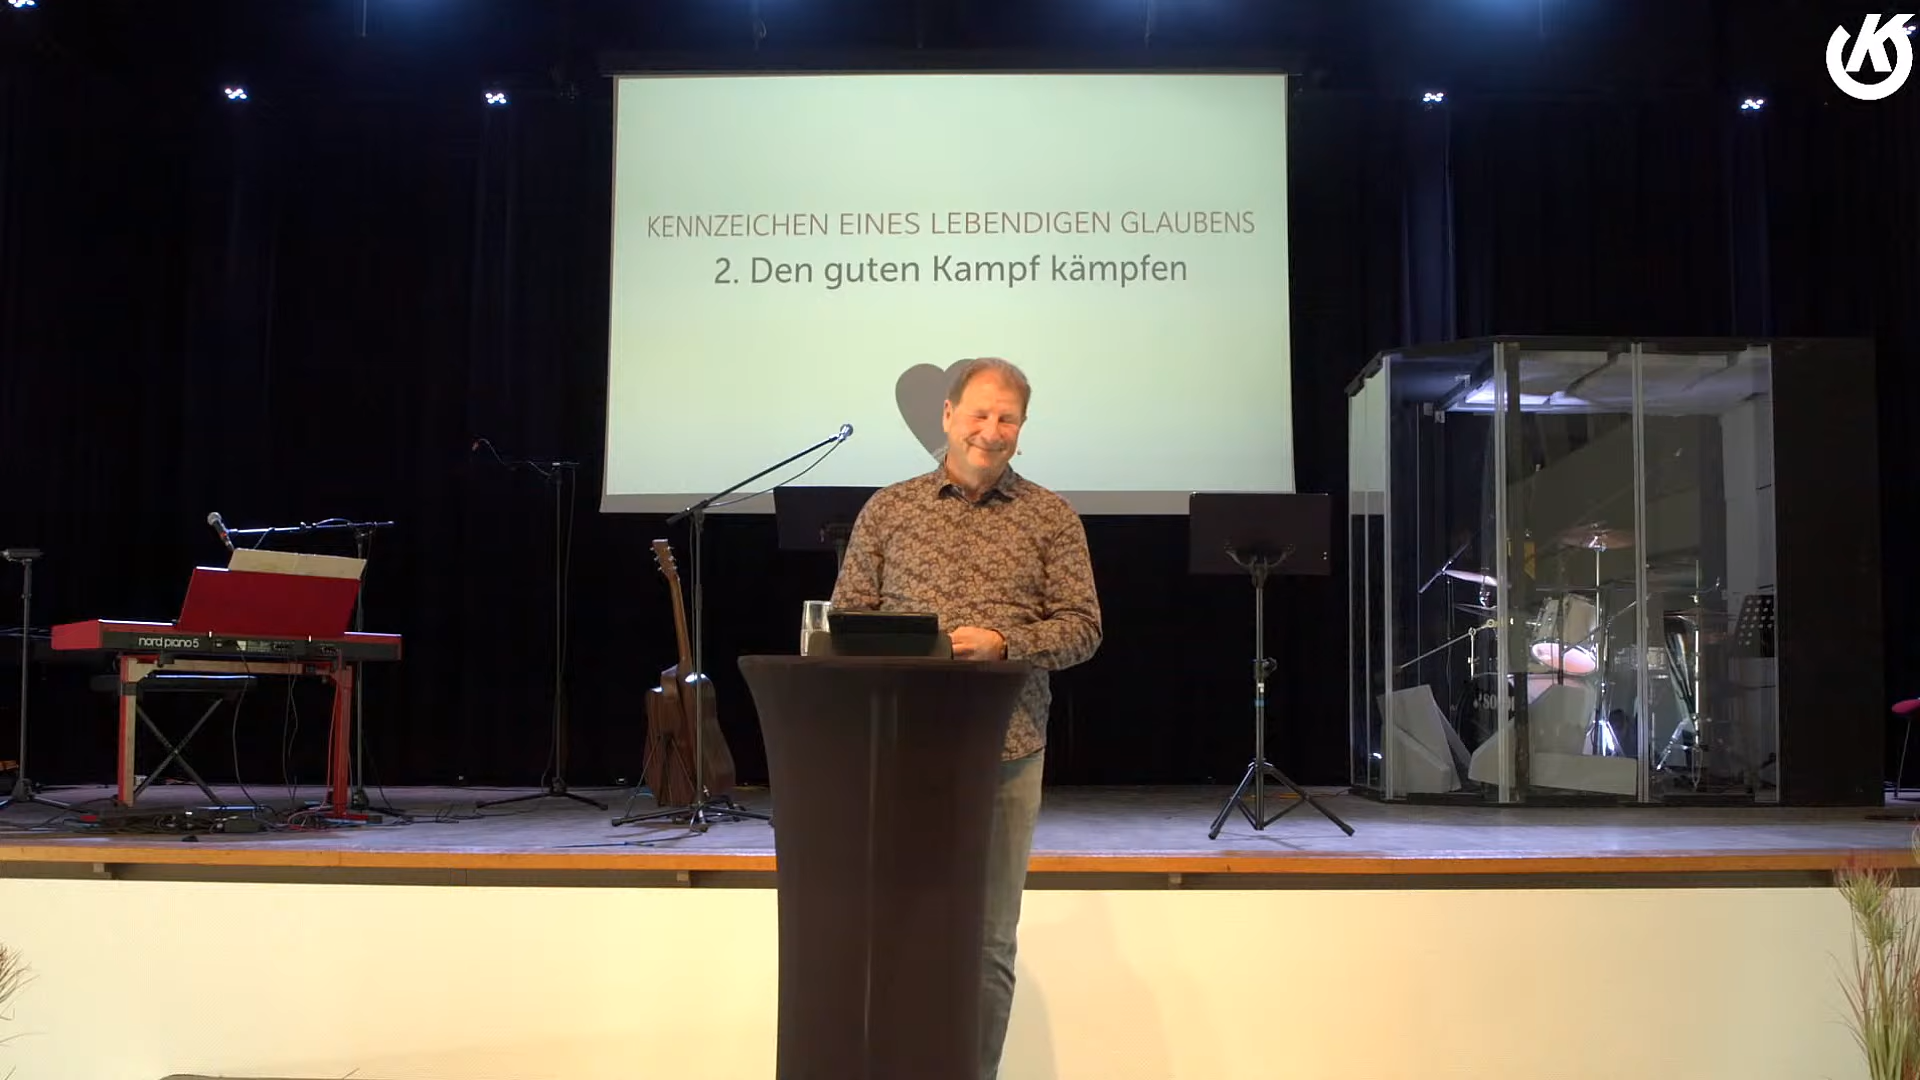 KENNZEICHEN EINES LEBENDIGEN GLAUBENS
2. Den guten Kampf kämpfen
nord piano 5